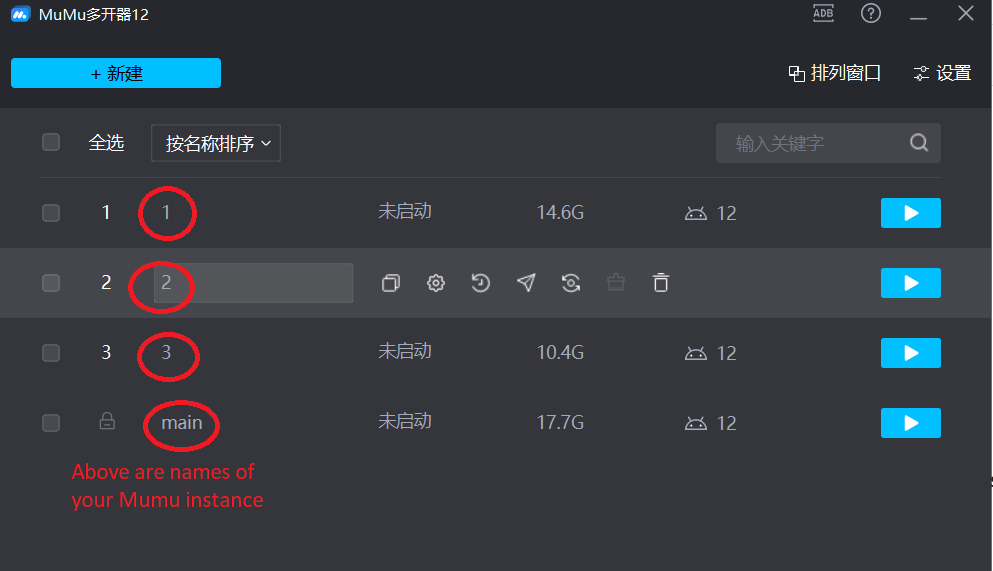 MuMu多开器12
ADB
+ 新建
排列窗口
设置
全选
按名称排序
输入关键字
1 1 未启动 14.6G 12
2 2
3 3 未启动 10.4G 12
main 未启动 17.7G 12
Above are names of
your Mumu instance